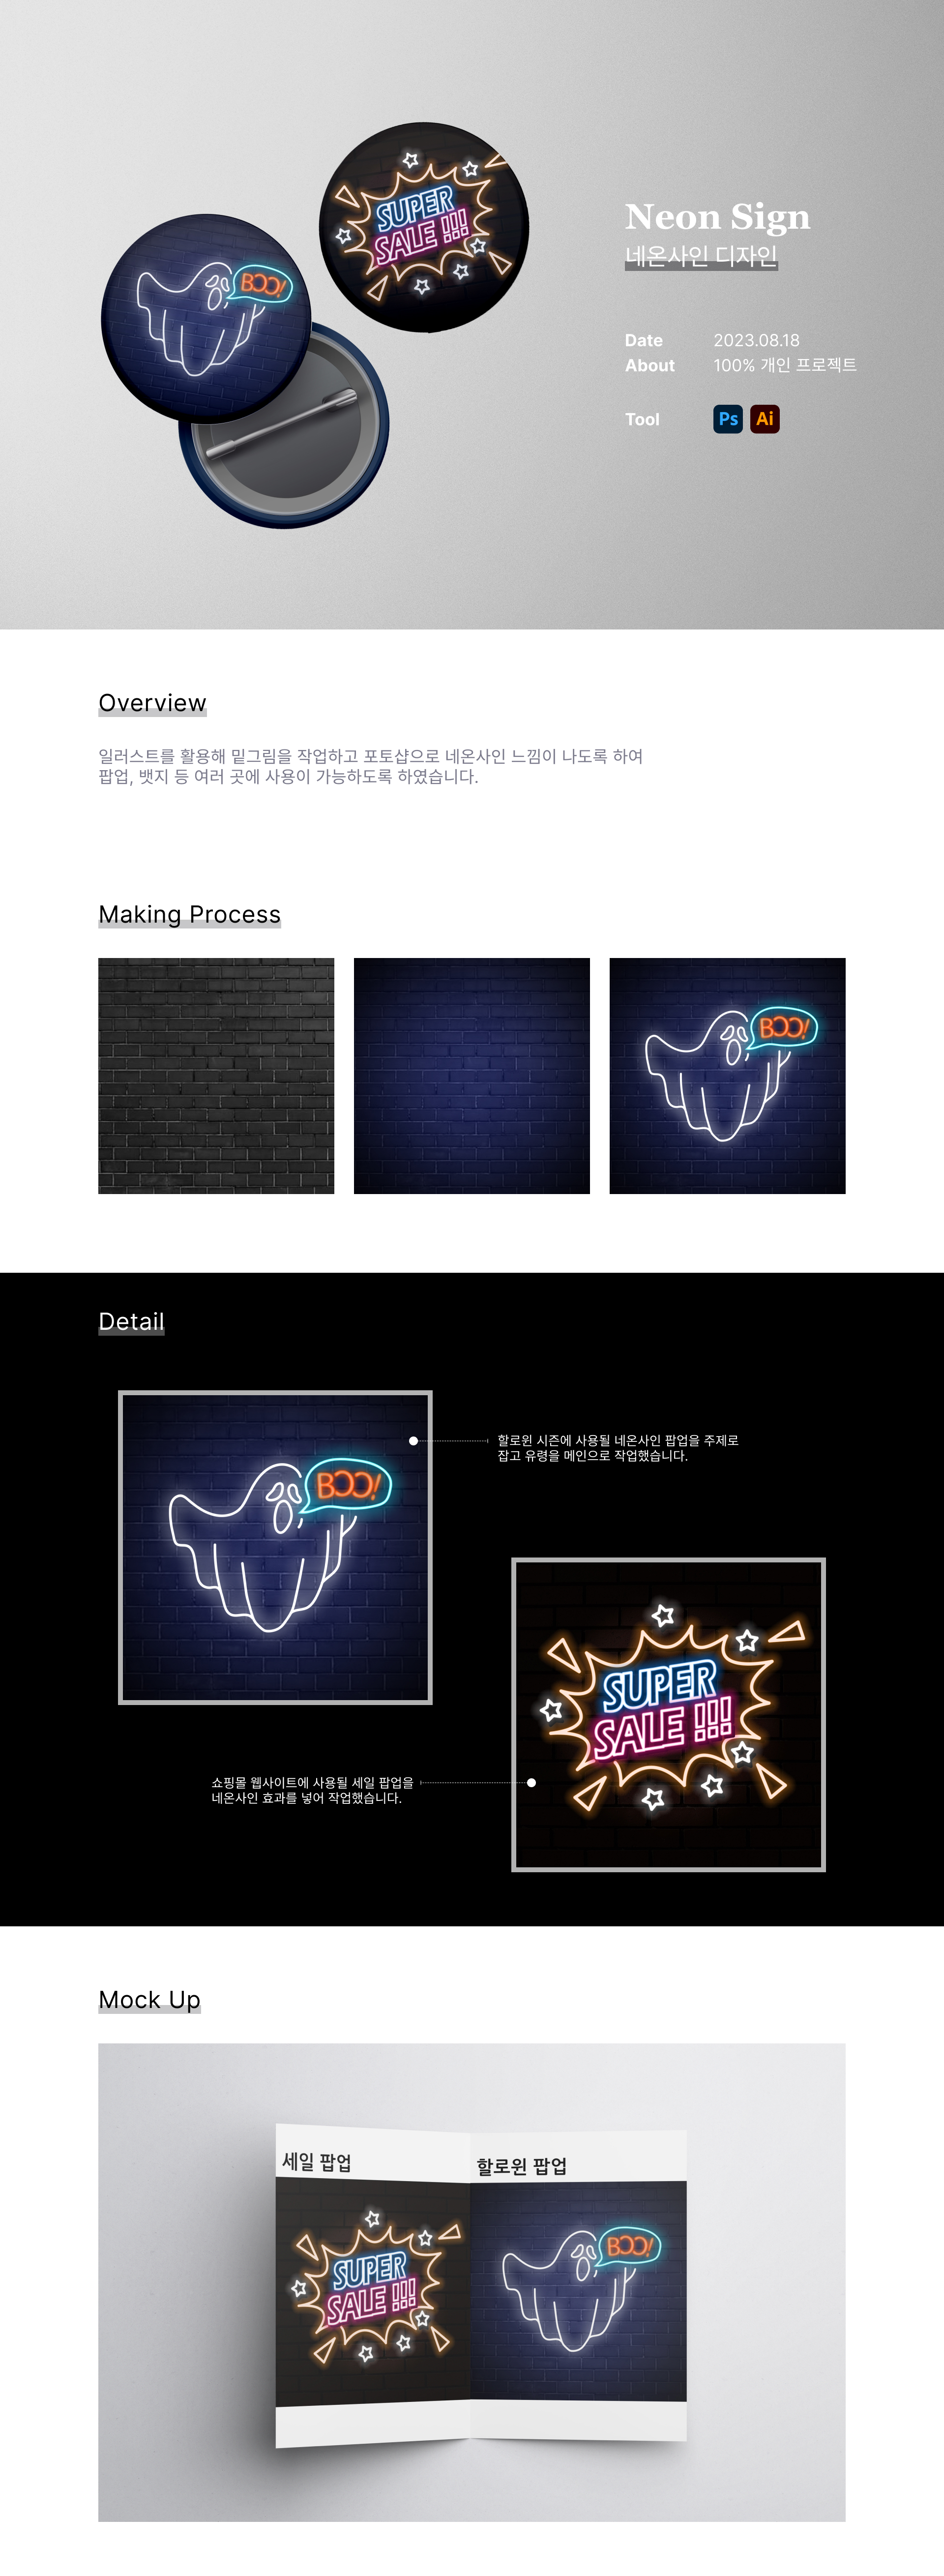 SUPER
SALE !!!
BOO!
Neon Sign
네온사인 디자인
Date 2023.08.18
About 100% 개인 프로젝트
Tool Ps Ai
Overview
일러스트를 활용해 밑그림을 작업하고 포토샵으로 네온사인 느낌이 나도록 하여
팝업, 뱃지 등 여러 곳에 사용이 가능하도록 하였습니다.
Making Process
BOO!
Detail
할로윈 시즌에 사용될 네온사인 팝업을 주제로
잡고 유령을 메인으로 작업했습니다.
BOO!
SUPER
SALE !!!
쇼핑몰 웹사이트에 사용될 세일 팝업을
네온사인 효과를 넣어 작업했습니다.
Mock Up
세일 팝업
할로윈 팝업
SUPER
SALE !!!
BOO!